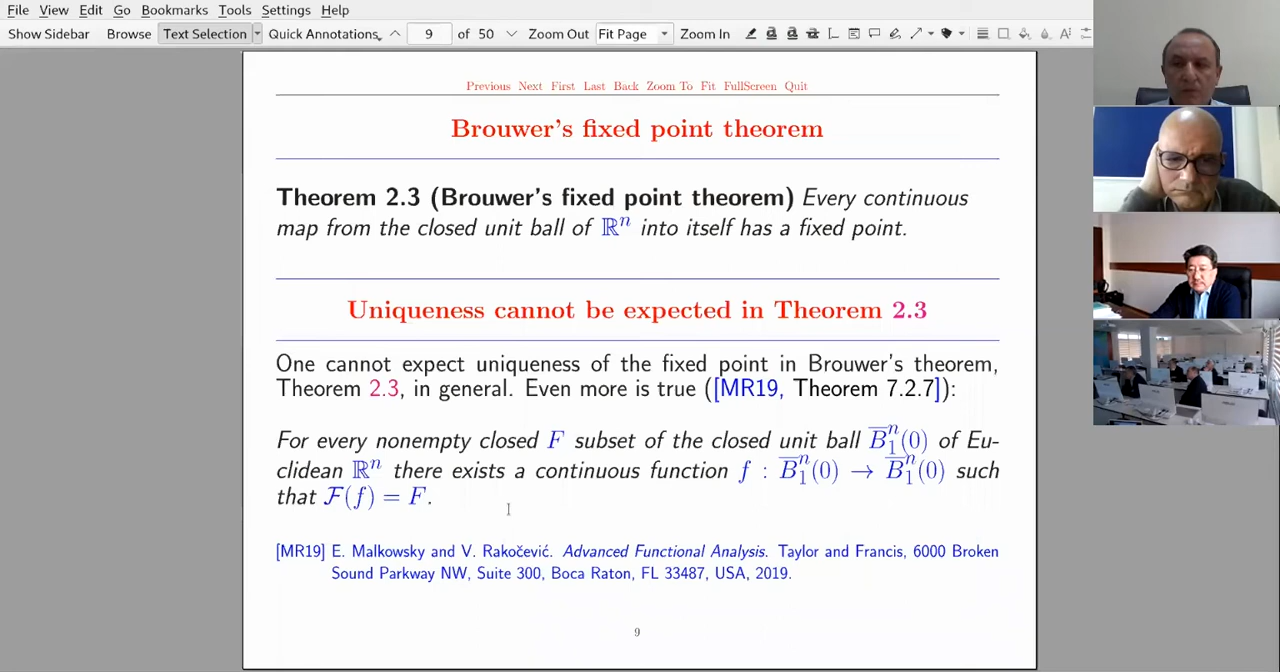 File View Edit Go Bookmarks Tools Settings Help
Show Sidebar Browse Text Selection Quick Annotations 9 of 50 Zoom Out Fit Page Zoom In
Previous Next First Last Back Zoom To Fit FullScreen Quit
Brouwer's fixed point theorem
Theorem 2.3 (Brouwer's fixed point theorem) Every continuous
map from the closed unit ball of ℝⁿ into itself has a fixed point.
Uniqueness cannot be expected in Theorem 2.3
One cannot expect uniqueness of the fixed point in Brouwer's theorem,
Theorem 2.3, in general. Even more is true ([MR19, Theorem 7.2.7]):
For every nonempty closed F subset of the closed unit ball B̅₁ⁿ(0) of Eu-
clidean ℝⁿ there exists a continuous function f : B̅₁ⁿ(0) → B̅₁ⁿ(0) such
that ℱ(f) = F.
[MR19] E. Malkowsky and V. Rakočević. Advanced Functional Analysis. Taylor and Francis, 6000 Broken
Sound Parkway NW, Suite 300, Boca Raton, FL 33487, USA, 2019.
9